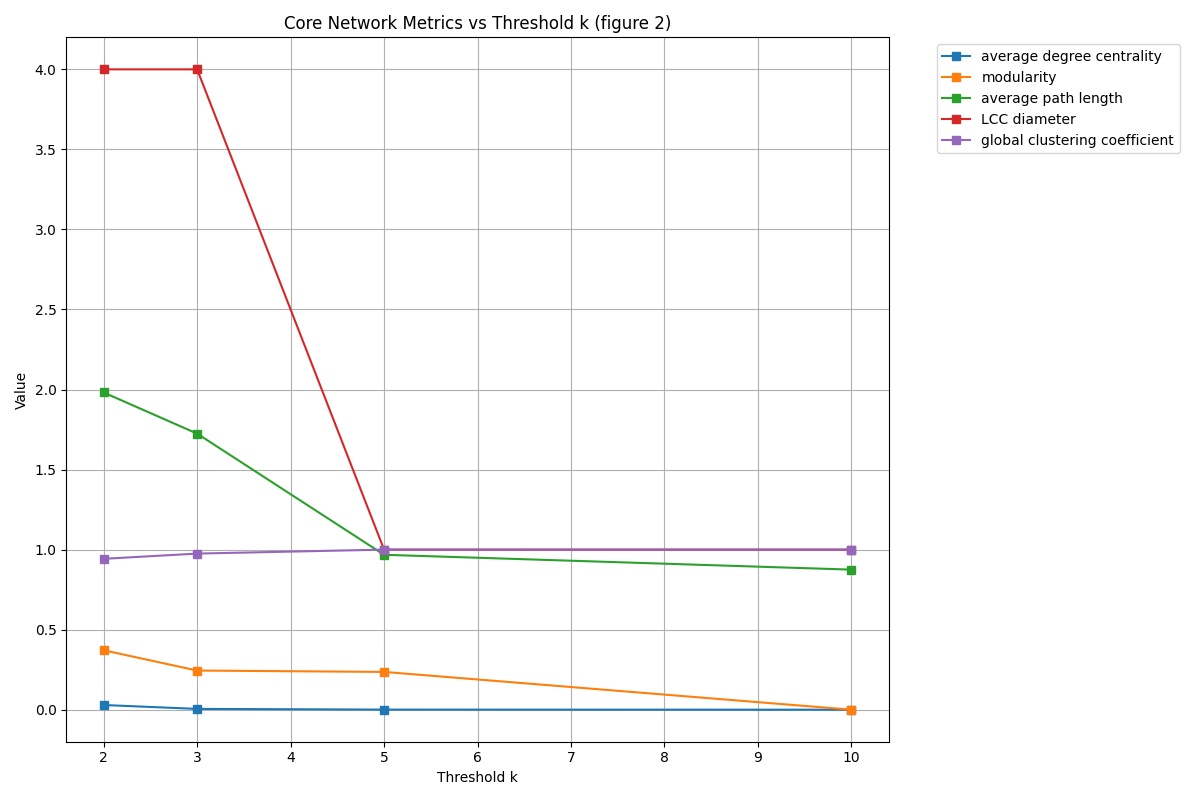 Core Network Metrics vs Threshold k (figure 2)
average degree centrality
modularity
average path length
LCC diameter
global clustering coefficient
4.0
3.5
3.0
2.5
2.0
1.5
1.0
0.5
0.0
Value
2 3 4 5 6 7 8 9 10
Threshold k